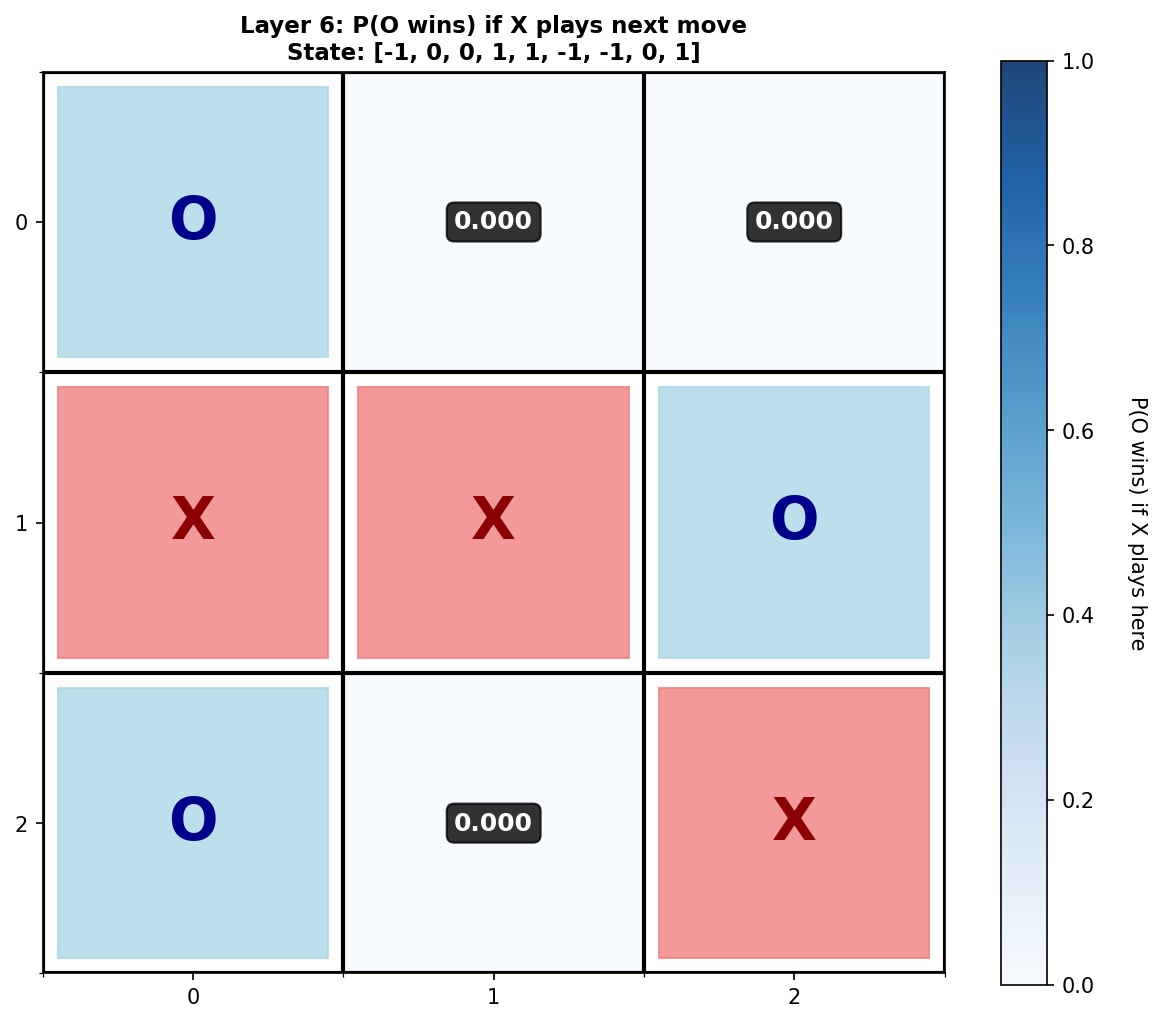 Layer 6: P(O wins) if X plays next move
State: [-1, 0, 0, 1, 1, -1, -1, 0, 1]
0
O
0.000
0.000
1
X
X
O
2
O
0.000
X
0
1
2
1.0
0.8
0.6
0.4
0.2
0.0
P(O wins) if X plays here